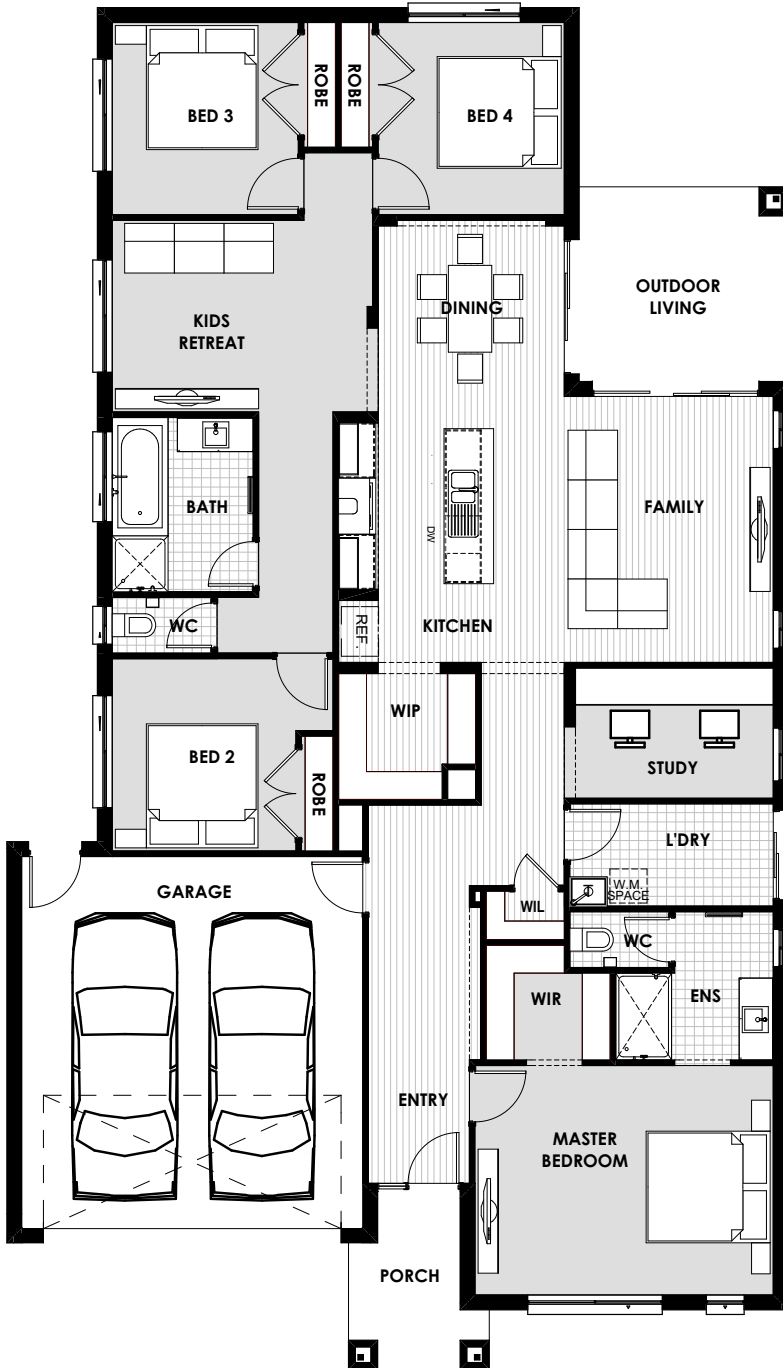 BED 3
ROBE
ROBE
BED 4
OUTDOOR
LIVING
DINING
KIDS
RETREAT
BATH
FAMILY
DW
KITCHEN
WC
REF.
WIP
BED 2
ROBE
STUDY
L'DRY
GARAGE
W.M.
SPACE
WIL
WC
WIR
ENS
ENTRY
MASTER
BEDROOM
PORCH